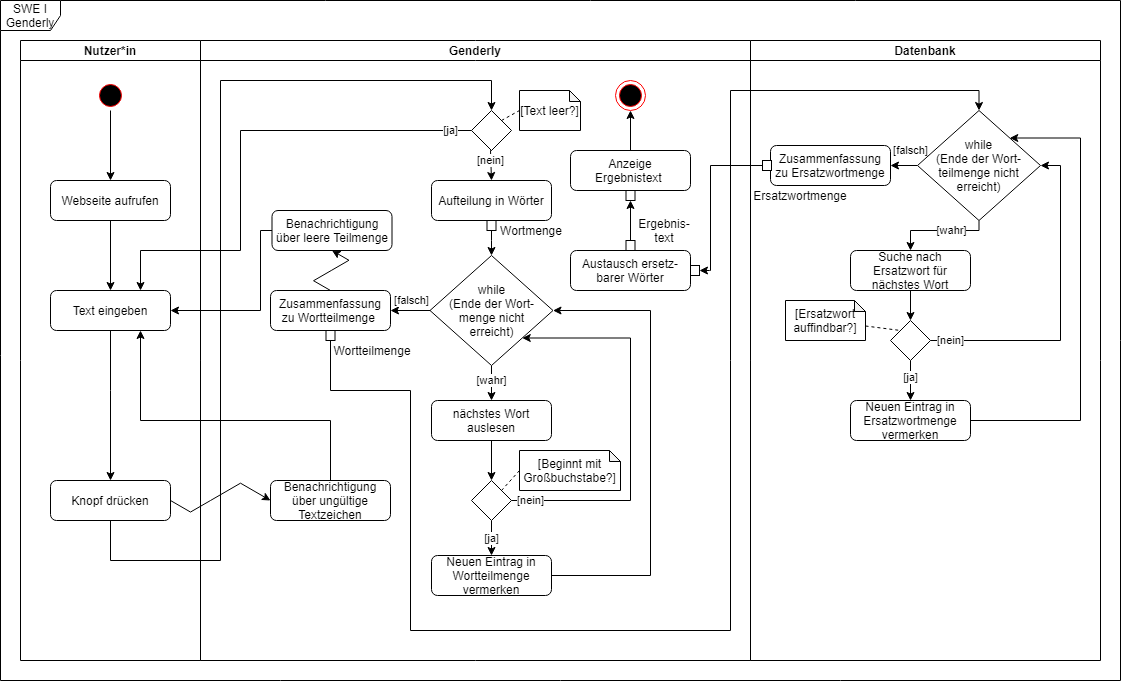 SWE I
Genderly
Nutzer*in
Genderly
Datenbank
Webseite aufrufen
Text eingeben
Knopf drücken
[Text leer?]
[ja]
[nein]
Aufteilung in Wörter
Wortmenge
Benachrichtigung
über leere Teilmenge
Zusammenfassung
zu Wortteilmenge
Wortteilmenge
[falsch]
while
(Ende der Wort-
menge nicht
erreicht)
[wahr]
nächstes Wort
auslesen
[Beginnt mit
Großbuchstabe?]
[nein]
[ja]
Neuen Eintrag in
Wortteilmenge
vermerken
Benachrichtigung
über ungültige
Textzeichen
Anzeige
Ergebnistext
Ergebnis-
text
Austausch ersetz-
barer Wörter
Zusammenfassung
zu Ersatzwortmenge
Ersatzwortmenge
[falsch]
while
(Ende der Wort-
teilmenge nicht
erreicht)
[wahr]
Suche nach
Ersatzwort für
nächstes Wort
[Ersatzwort
auffindbar?]
[nein]
[ja]
Neuen Eintrag in
Ersatzwortmenge
vermerken